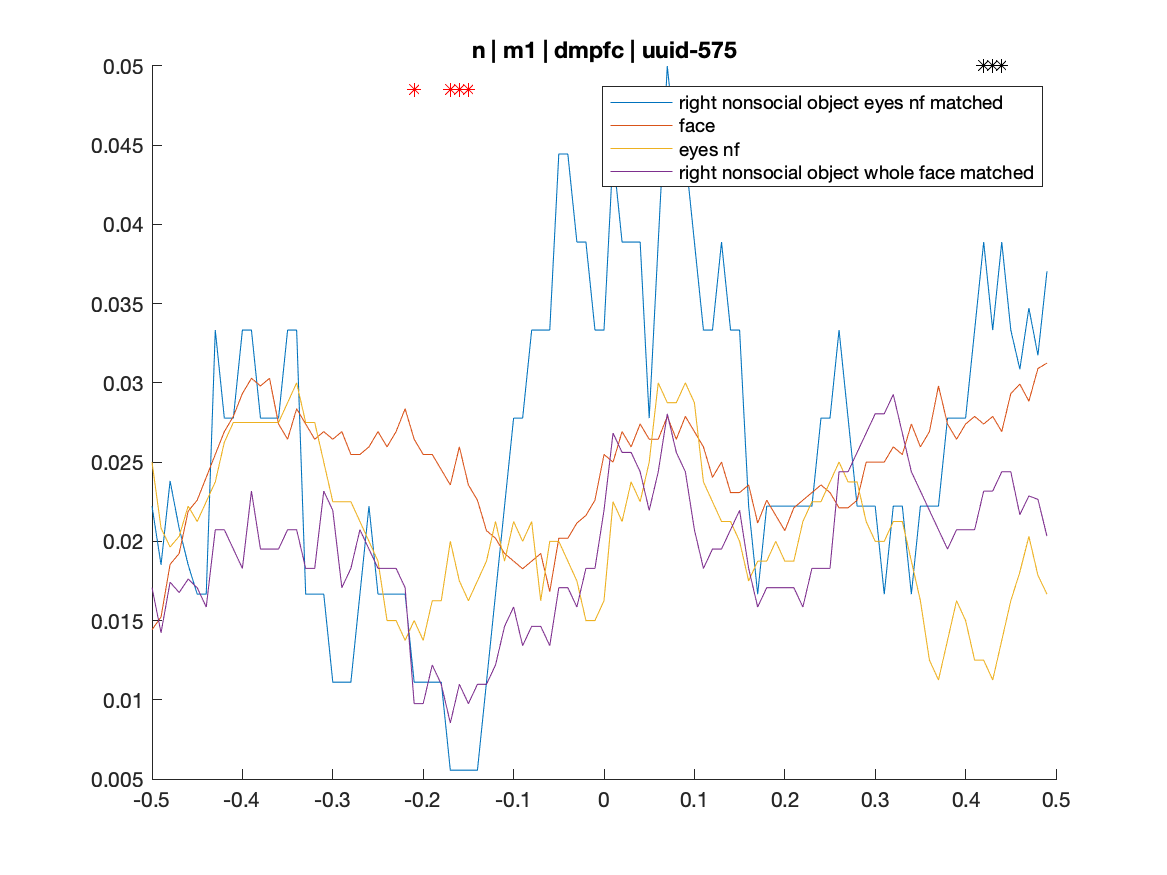 n | m1 | dmpfc | uuid-575
0.05
0.045
0.04
0.035
0.03
0.025
0.02
0.015
0.01
0.005
right nonsocial object eyes nf matched
face
eyes nf
right nonsocial object whole face matched
-0.5 -0.4 -0.3 -0.2 -0.1 0 0.1 0.2 0.3 0.4 0.5